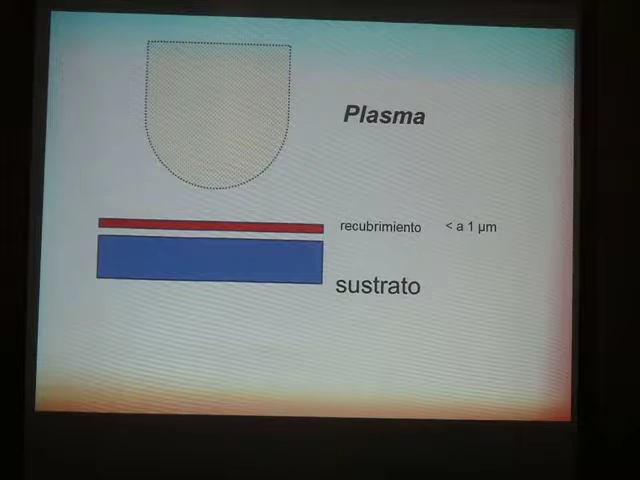 Plasma
recubrimiento < a 1 µm
sustrato